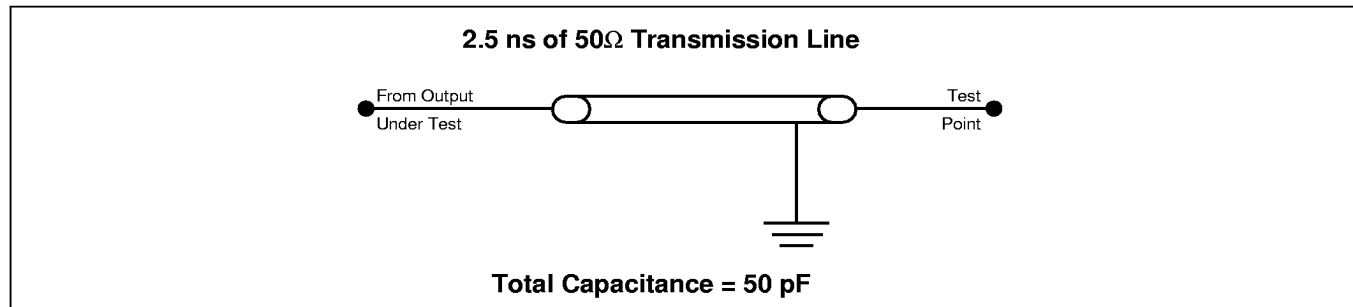 2.5 ns of 50Ω Transmission Line
From Output
Under Test
Test
Point
Total Capacitance = 50 pF